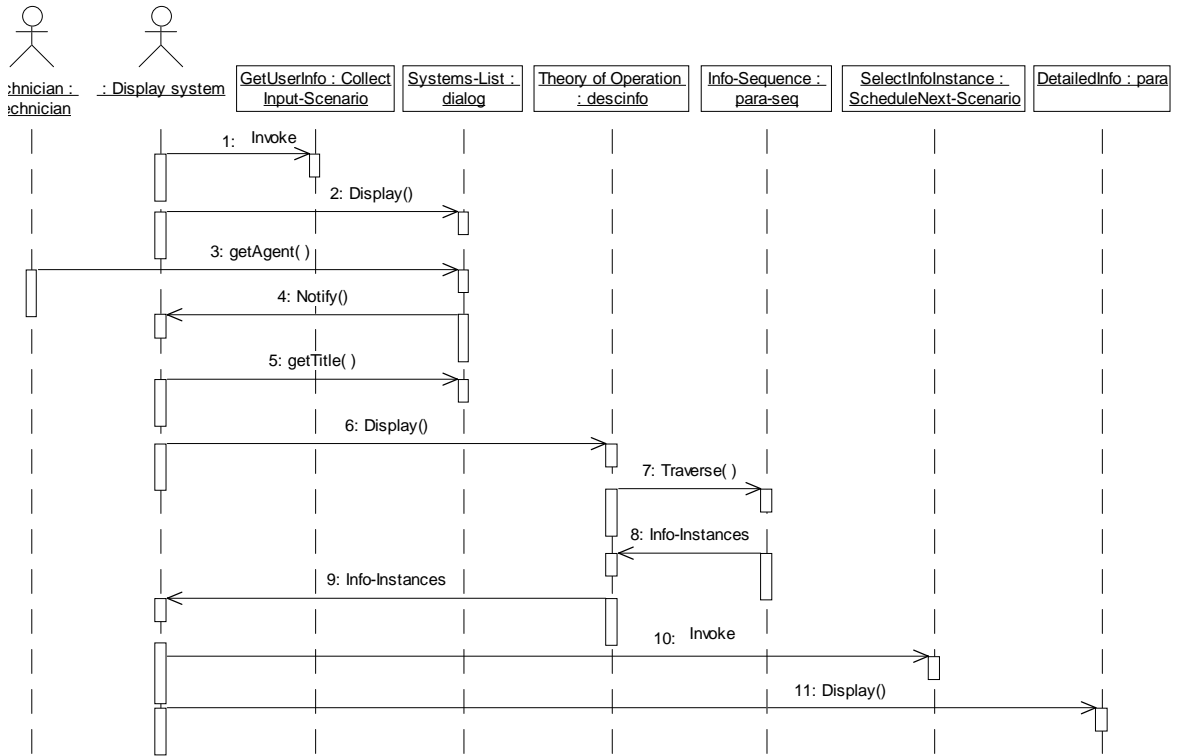 chnician :
echnician
: Display system
GetUserInfo : Collect
Input-Scenario
Systems-List :
dialog
Theory of Operation
: descinfo
Info-Sequence :
para-seq
SelectInfoInstance :
ScheduleNext-Scenario
DetailedInfo : para
1: Invoke
2: Display()
3: getAgent( )
4: Notify()
5: getTitle( )
6: Display()
7: Traverse( )
8: Info-Instances
9: Info-Instances
10: Invoke
11: Display()